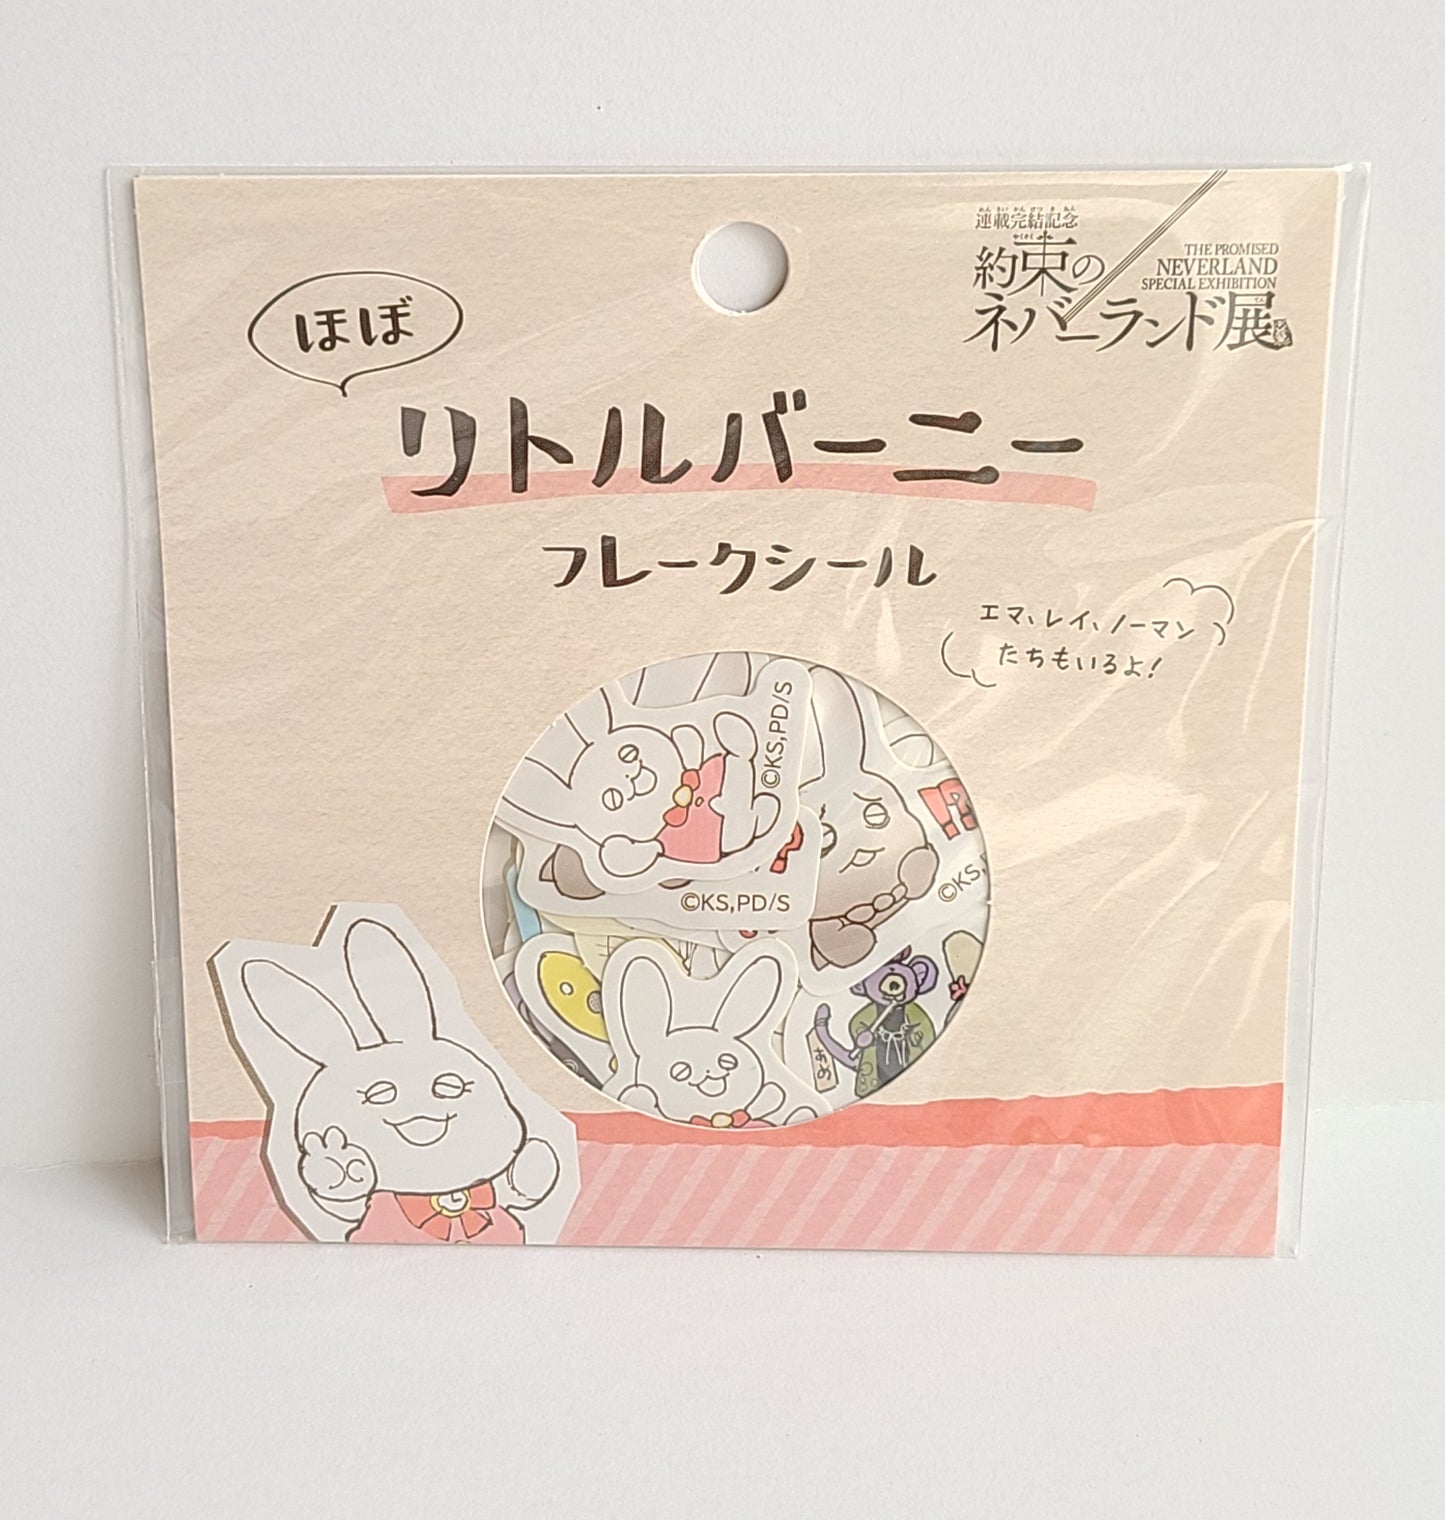 連載完結記念
約束の
ネバーランド展
THE PROMISED
NEVERLAND
SPECIAL EXHIBITION
ほぼ
リトルバーニー
フレークシール
エマ、レイ、ノーマン
たちもいるよ!
©KS,PD/S
©KS,PD/S
©KS,